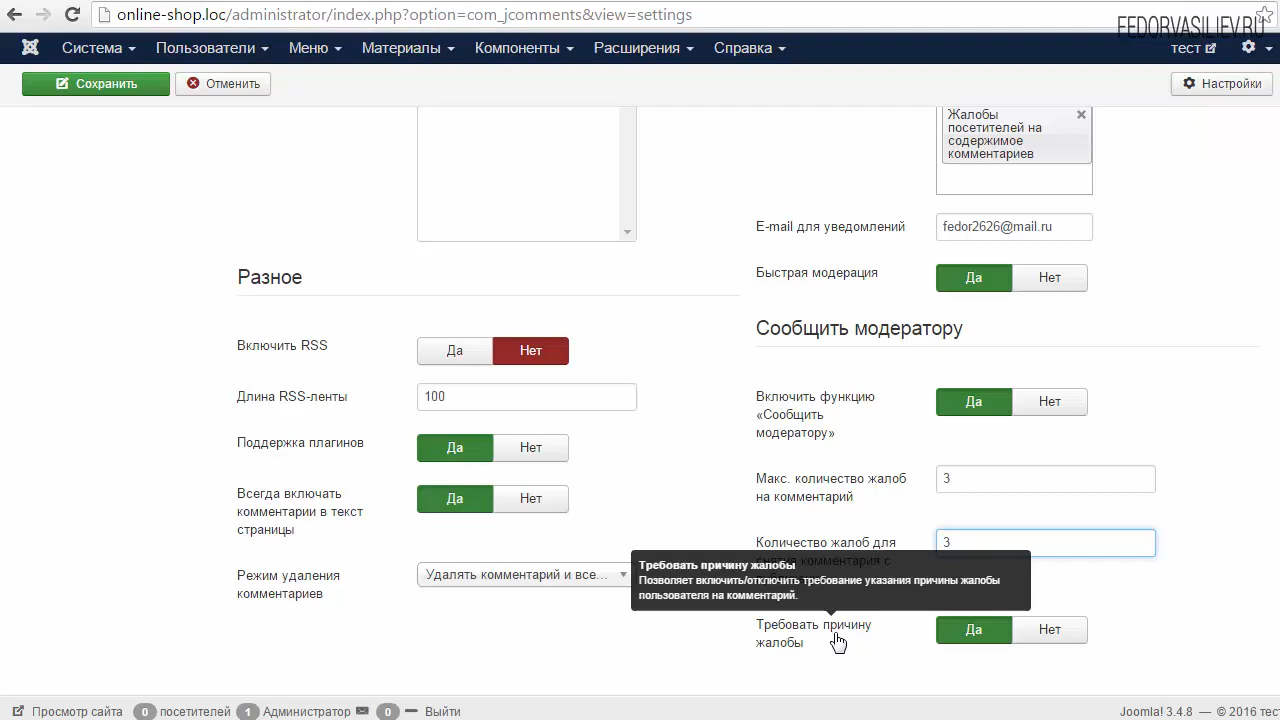 online-shop.loc/administrator/index.php?option=com_jcomments&view=settings
FEDORVASILIEV.RU
Система Пользователи Меню Материалы Компоненты Расширения Справка тест
Сохранить Отменить Настройки
Жалобы
посетителей на
содержимое
комментариев
E-mail для уведомлений fedor2626@mail.ru
Быстрая модерация Да Нет
Разное
Включить RSS Да Нет
Длина RSS-ленты 100
Поддержка плагинов Да Нет
Всегда включать
комментарии в текст
страницы
Да Нет
Режим удаления
комментариев
Удалять комментарий и все...
Сообщить модератору
Включить функцию
«Сообщить
модератору»
Да Нет
Макс. количество жалоб
на комментарий
3
Количество жалоб для
3
Требовать причину жалобы
Позволяет включить/отключить требование указания причины жалобы
пользователя на комментарий.
Требовать причину
жалобы
Да Нет
Просмотр сайта 0 посетителей 1 Администратор 0 Выйти
Joomla! 3.4.8 — © 2016 тест